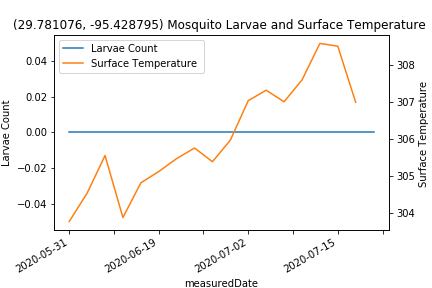 (29.781076, -95.428795) Mosquito Larvae and Surface Temperature
Larvae Count
Surface Temperature
0.04
0.02
0.00
−0.02
−0.04
Larvae Count
308
307
306
305
304
Surface Temperature
2020-05-31
2020-06-19
2020-07-02
2020-07-15
measuredDate